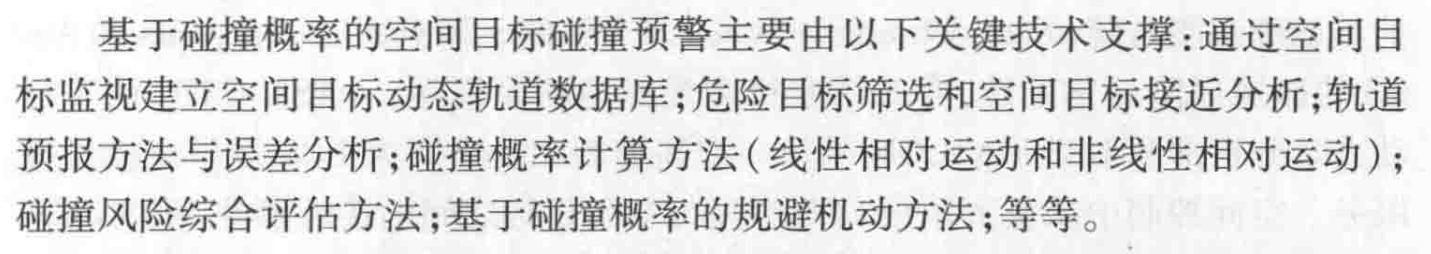 基于碰撞概率的空间目标碰撞预警主要由以下关键技术支撑:通过空间目
标监视建立空间目标动态轨道数据库;危险目标筛选和空间目标接近分析;轨道
预报方法与误差分析;碰撞概率计算方法(线性相对运动和非线性相对运动);
碰撞风险综合评估方法;基于碰撞概率的规避机动方法;等等。